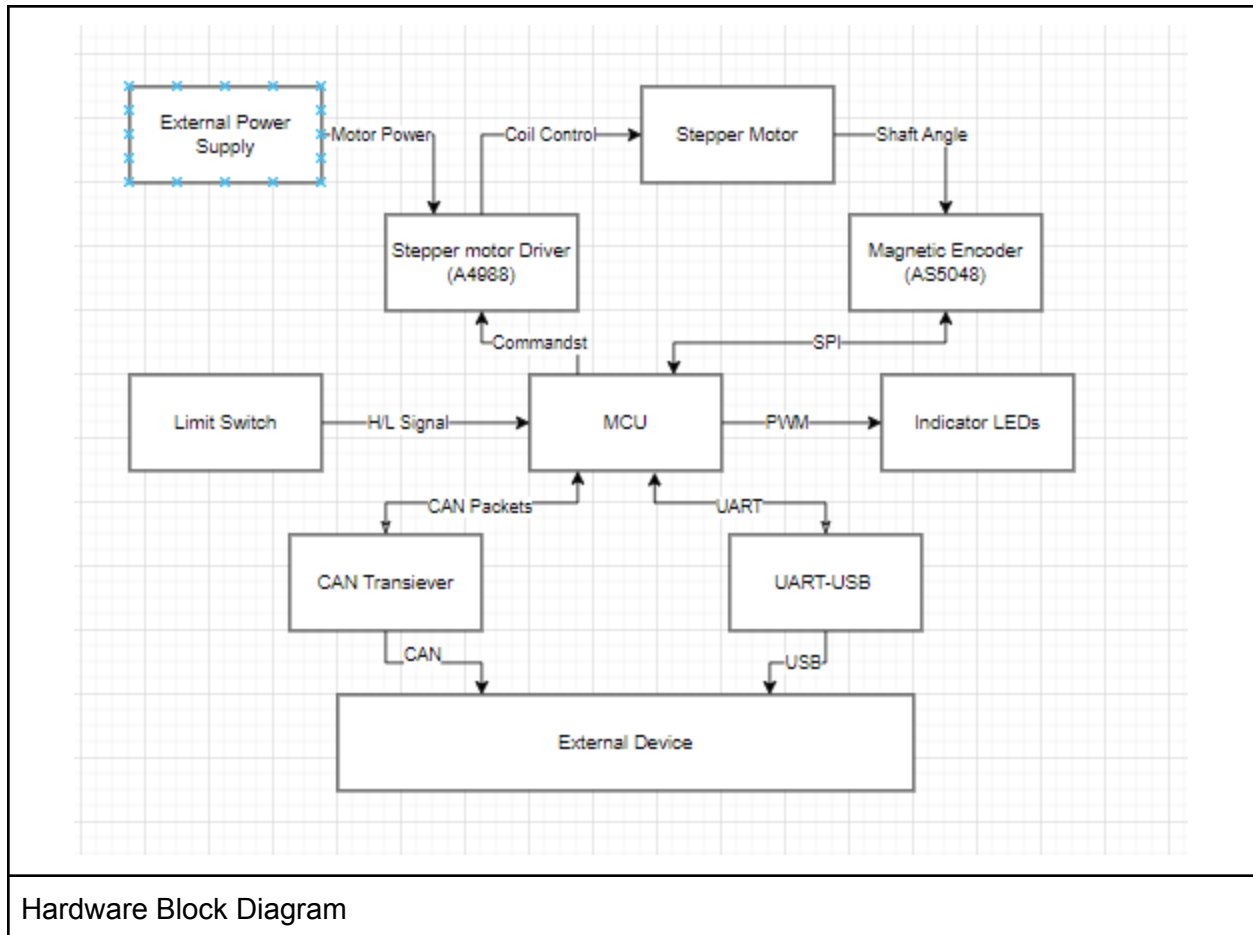 External Power
Supply
Motor Power
Coil Control
Stepper Motor
Shaft Angle
Stepper motor Driver
(A4988)
Magnetic Encoder
(AS5048)
Commandst
SPI
Limit Switch
H/L Signal
MCU
PWM
Indicator LEDs
CAN Packets
UART
CAN Transiever
UART-USB
CAN
USB
External Device
Hardware Block Diagram